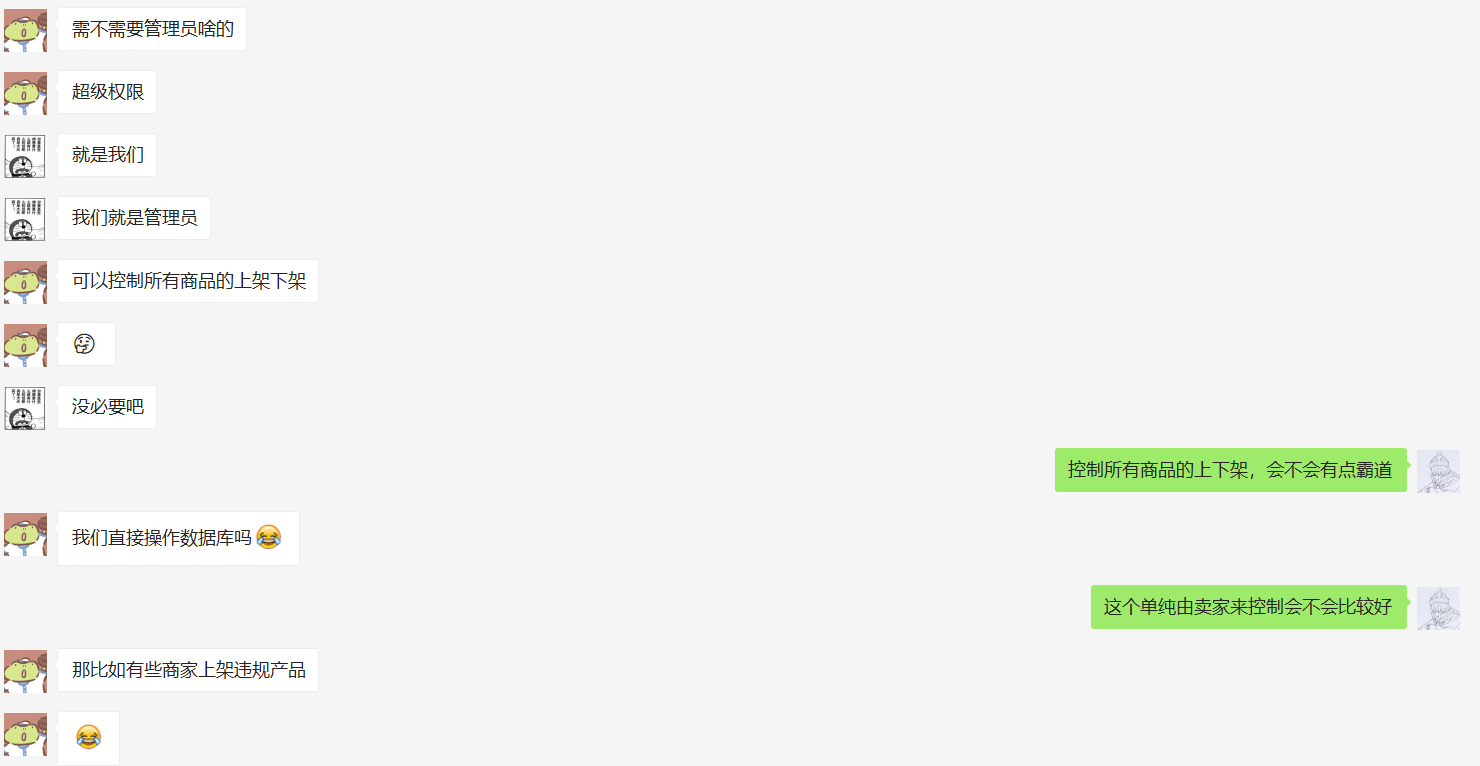 需不需要管理员啥的
超级权限
就是我们
我们就是管理员
可以控制所有商品的上架下架
没必要吧
控制所有商品的上下架，会不会有点霸道
我们直接操作数据库吗
这个单纯由卖家来控制会不会比较好
那比如有些商家上架违规产品